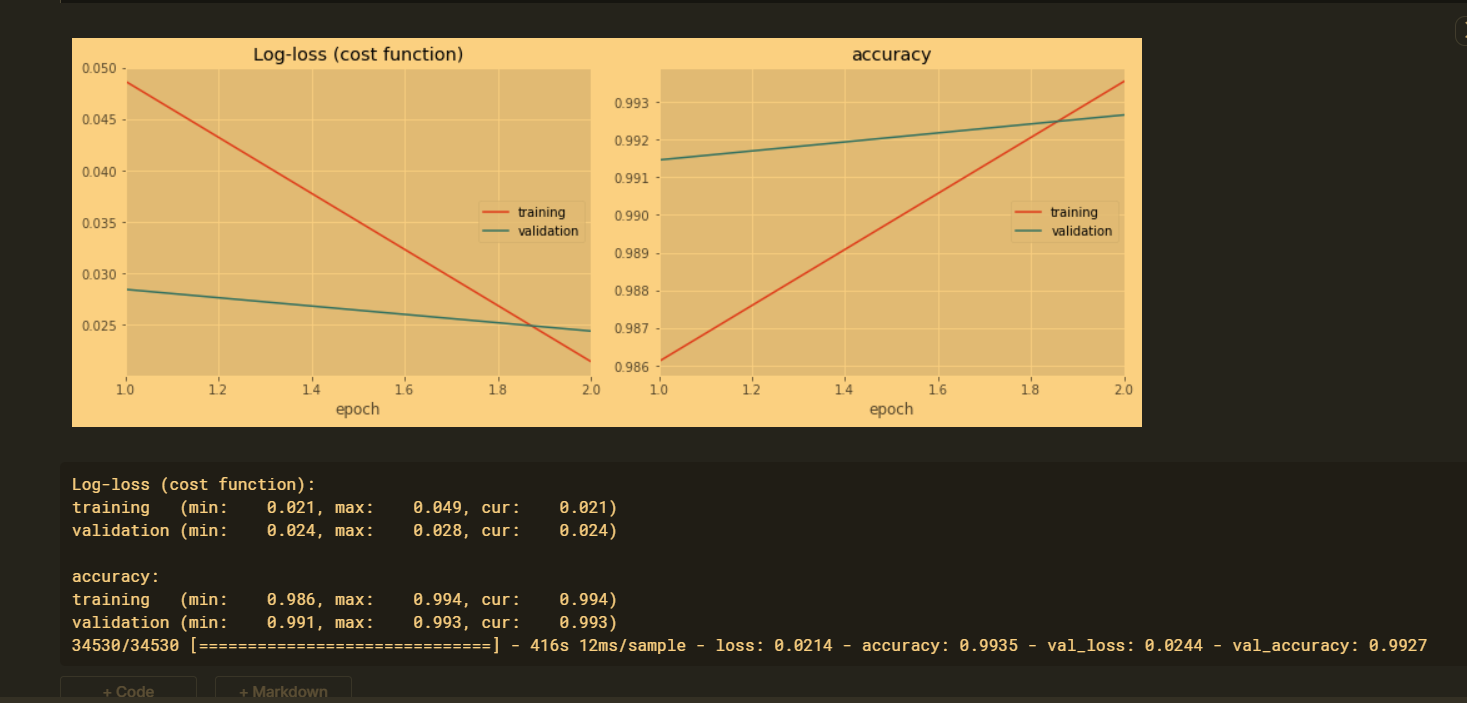 Log-loss (cost function)
0.050
0.045
0.040
0.035
0.030
0.025
training
validation
1.0 1.2 1.4 1.6 1.8 2.0
epoch
accuracy
0.993
0.992
0.991
0.990
0.989
0.988
0.987
0.986
training
validation
1.0 1.2 1.4 1.6 1.8 2.0
epoch
Log-loss (cost function):
training (min: 0.021, max: 0.049, cur: 0.021)
validation (min: 0.024, max: 0.028, cur: 0.024)
accuracy:
training (min: 0.986, max: 0.994, cur: 0.994)
validation (min: 0.991, max: 0.993, cur: 0.993)
34530/34530 [==============================] - 416s 12ms/sample - loss: 0.0214 - accuracy: 0.9935 - val_loss: 0.0244 - val_accuracy: 0.9927
+ Code + Markdown